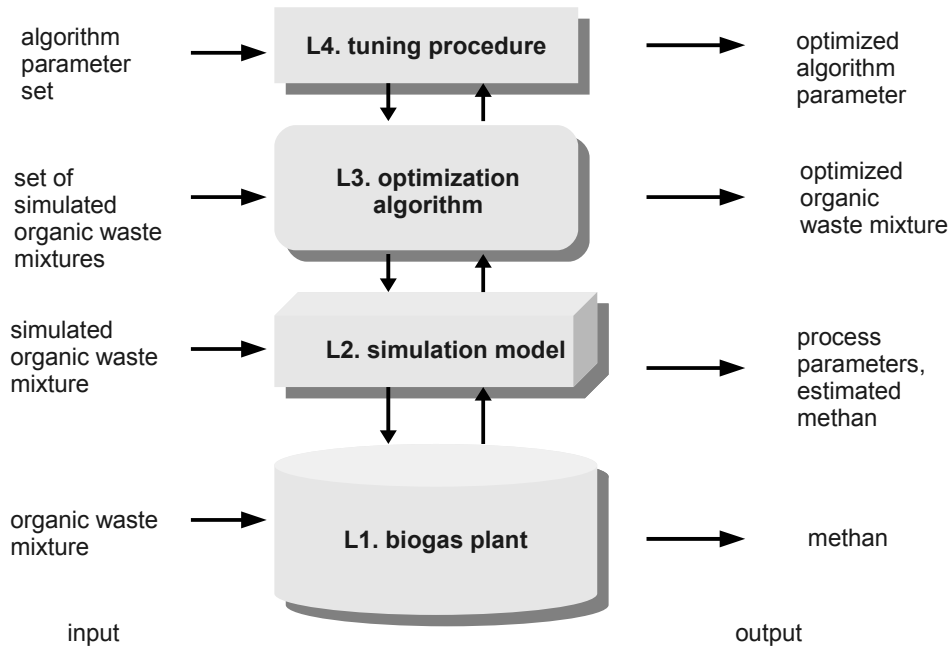 algorithm
parameter
set
L4. tuning procedure
optimized
algorithm
parameter
set of
simulated
organic waste
mixtures
L3. optimization
algorithm
optimized
organic
waste mixture
simulated
organic waste
mixture
L2. simulation model
process
parameters,
estimated
methan
organic waste
mixture
L1. biogas plant
methan
input
output